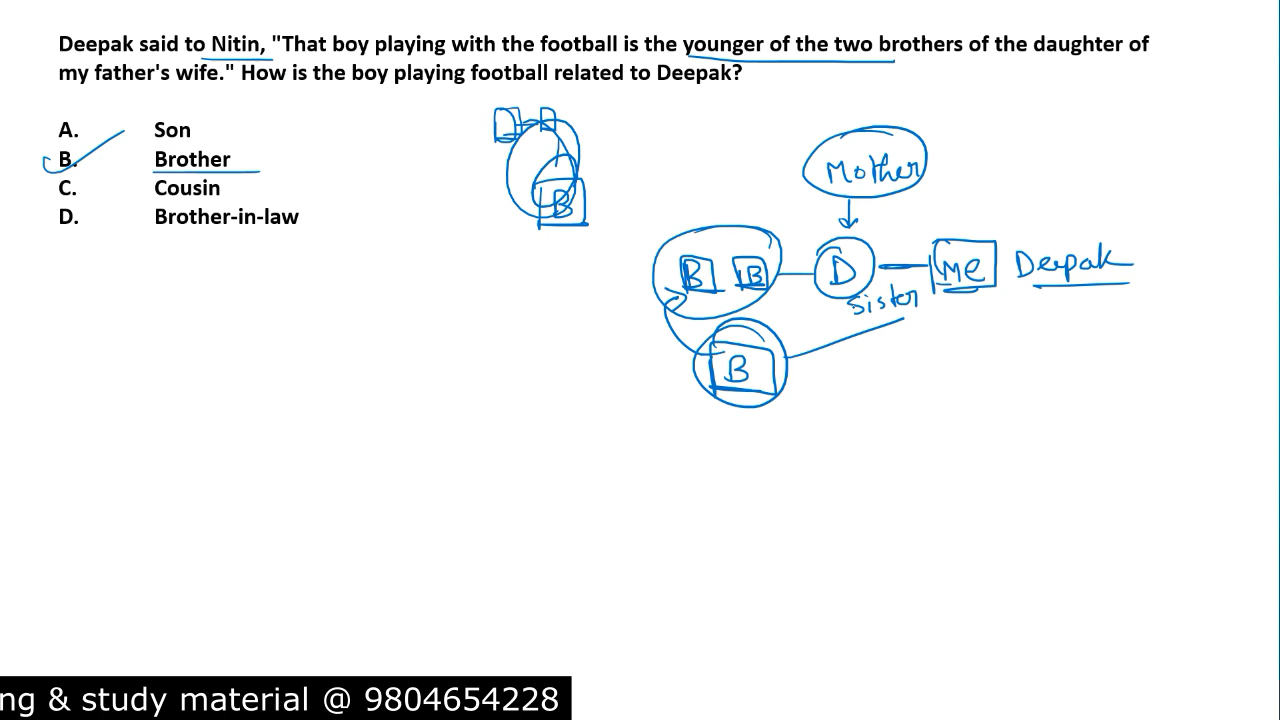 Deepak said to Nitin, "That boy playing with the football is the younger of the two brothers of the daughter of
my father's wife." How is the boy playing football related to Deepak?
A. Son
B. Brother
C. Cousin
D. Brother-in-law
Mother
B B D Me Deepak
Sister
B
B
ng & study material @ 9804654228